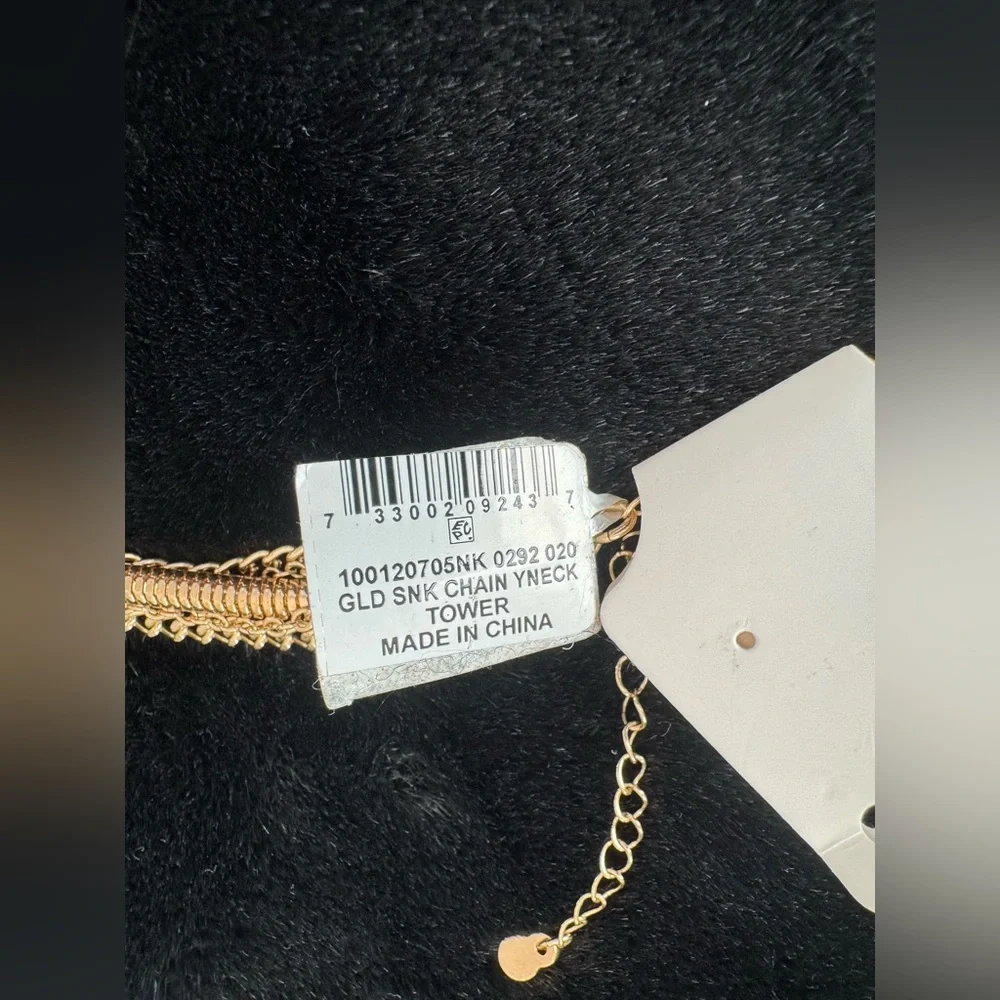 7 33002 09243 7
100120705NK 0292 020
GLD SNK CHAIN YNECK
TOWER
MADE IN CHINA